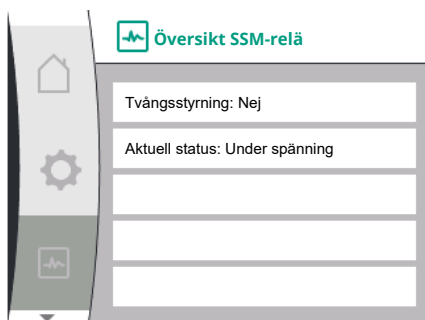 Översikt SSM-relä
Tvångsstyrning: Nej
Aktuell status: Under spänning